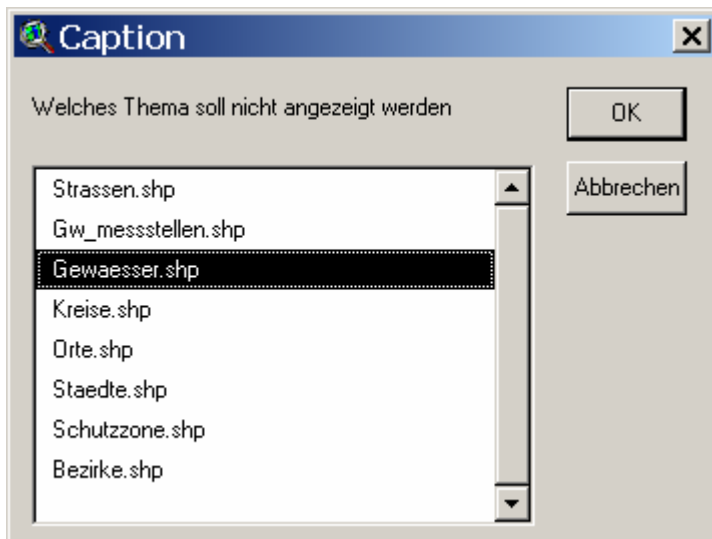 Caption
Welches Thema soll nicht angezeigt werden
OK
Abbrechen
Strassen.shp
Gw_messstellen.shp
Gewaesser.shp
Kreise.shp
Orte.shp
Staedte.shp
Schutzzone.shp
Bezirke.shp